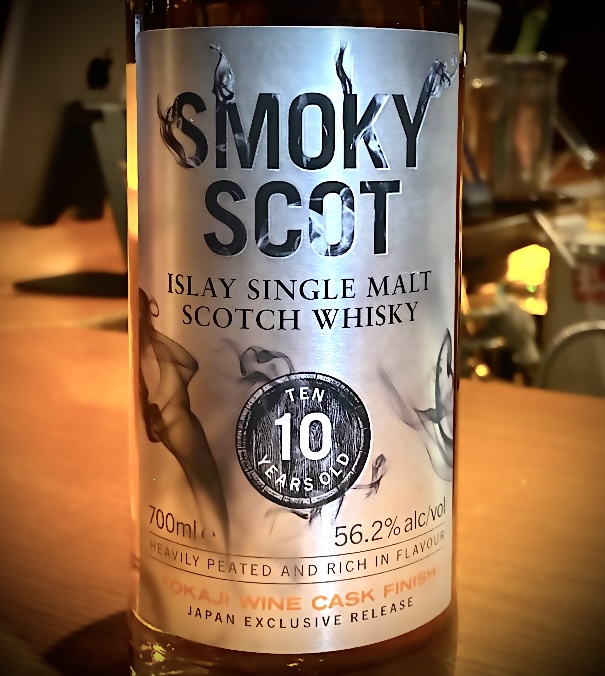 SMOKY
SCOT
ISLAY SINGLE MALT
SCOTCH WHISKY
TEN
10
YEARS OLD
700ml e
56.2% alc/vol
HEAVILY PEATED AND RICH IN FLAVOUR
TOKAJI WINE CASK FINISH
JAPAN EXCLUSIVE RELEASE